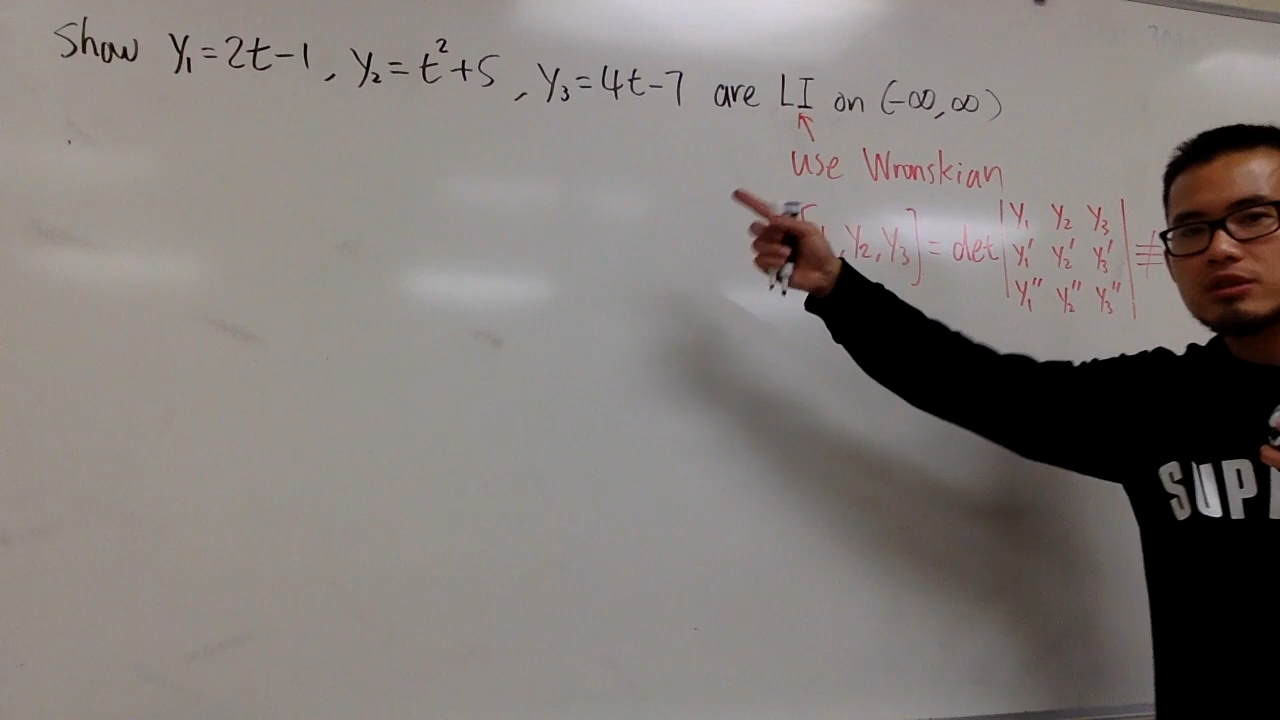 Show y₁=2t-1, y₂=t²+5, y₃=4t-7 are LI on (-∞,∞)
use Wronskian
, y₂, y₃] = det |y₁ y₂ y₃| ≢
y₁' y₂' y₃'
y₁'' y₂'' y₃''
SUP